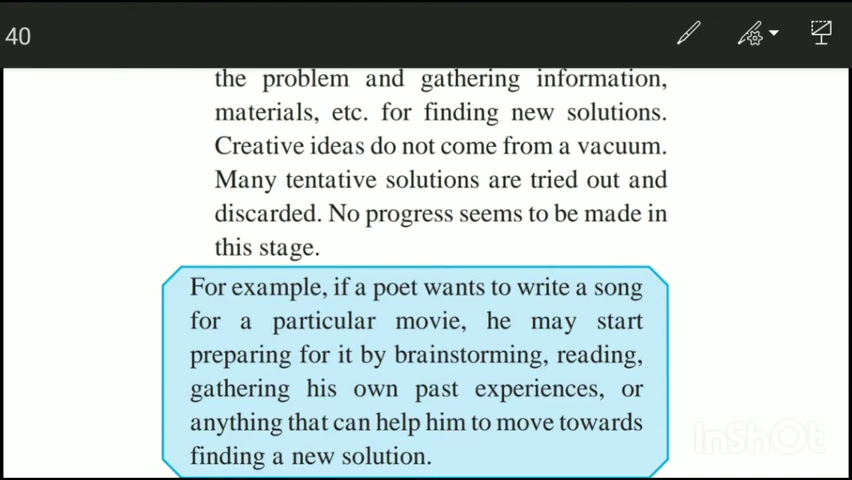 40
the problem and gathering information,
materials, etc. for finding new solutions.
Creative ideas do not come from a vacuum.
Many tentative solutions are tried out and
discarded. No progress seems to be made in
this stage.
For example, if a poet wants to write a song
for a particular movie, he may start
preparing for it by brainstorming, reading,
gathering his own past experiences, or
anything that can help him to move towards
finding a new solution.
InShOt